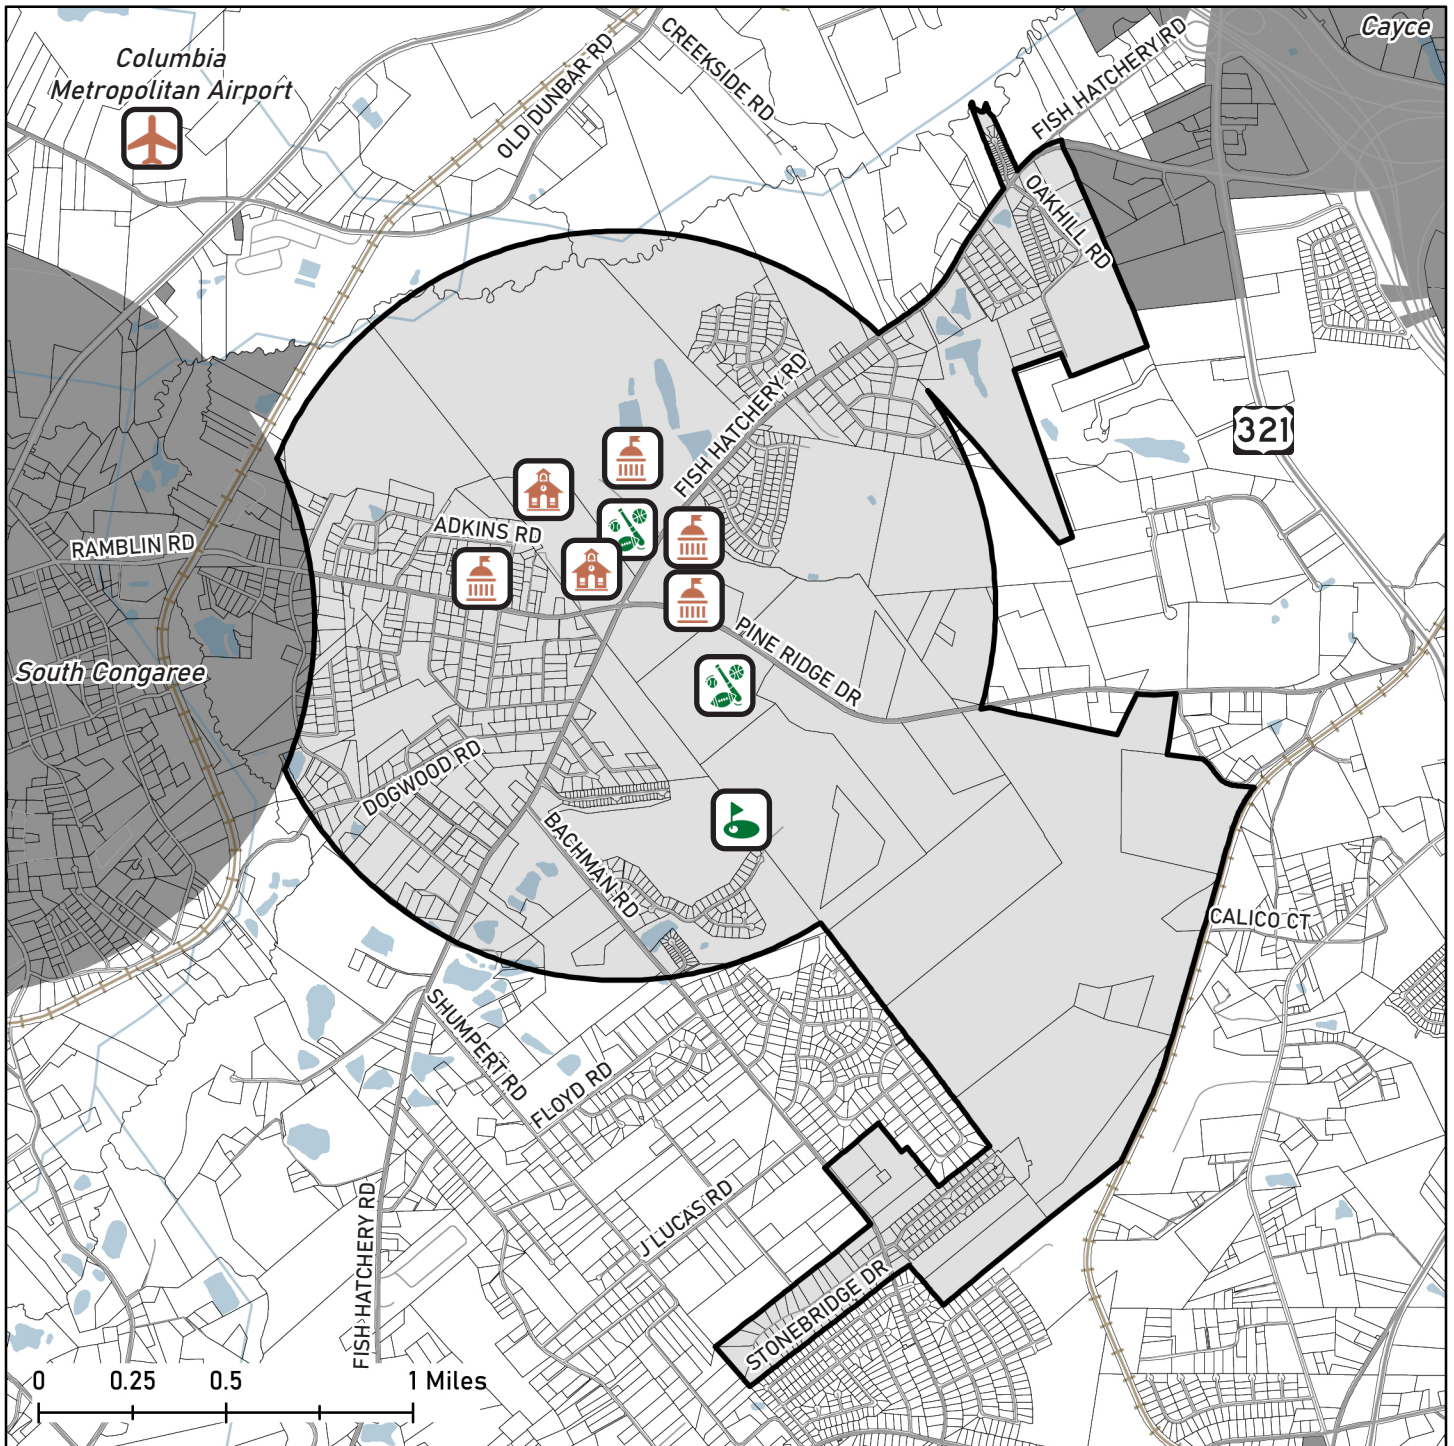 Cayce
Columbia
Metropolitan Airport
OLD DUNBAR RD
CREEKSIDE RD
FISH HATCHERY RD
OAKHILL RD
FISH HATCHERY RD
321
ADKINS RD
RAMBLIN RD
PINE RIDGE DR
South Congaree
DOGWOOD RD
BACHMAN RD
CALICO CT
SHUMPERT RD
FLOYD RD
J LUCAS RD
FISH HATCHERY RD
STONEBRIDGE DR
0 0.25 0.5 1 Miles